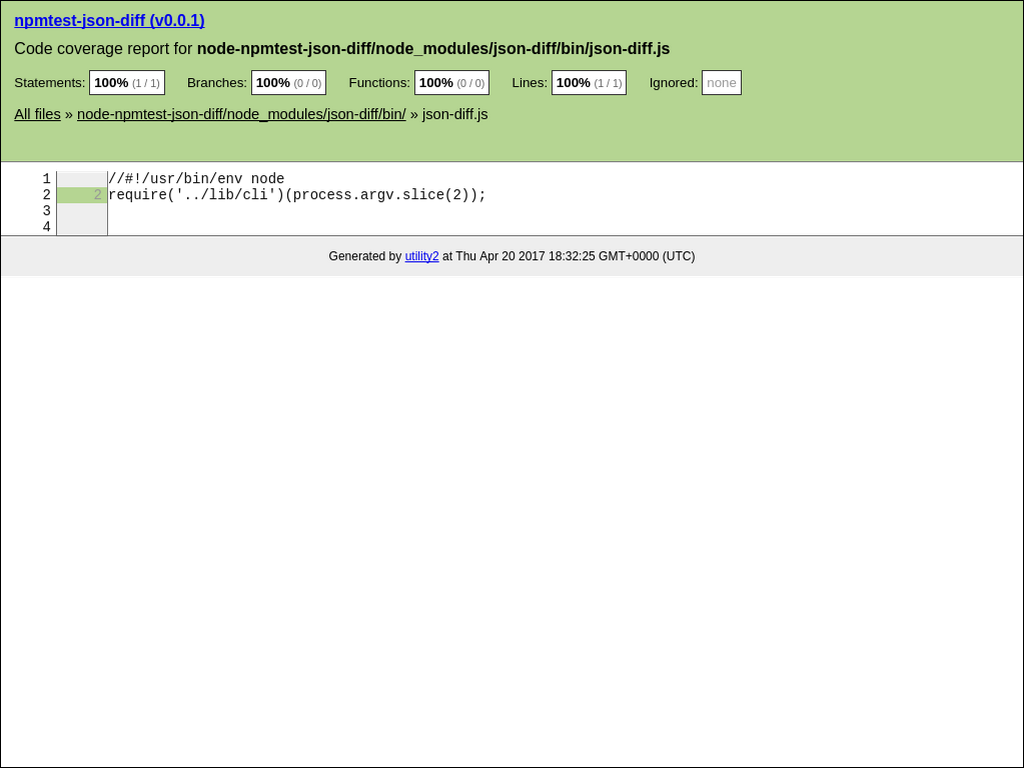 npmtest-json-diff (v0.0.1)
Code coverage report for node-npmtest-json-diff/node_modules/json-diff/bin/json-diff.js
Statements: 100% (1 / 1) Branches: 100% (0 / 0) Functions: 100% (0 / 0) Lines: 100% (1 / 1) Ignored: none
All files » node-npmtest-json-diff/node_modules/json-diff/bin/ » json-diff.js
1 //#!/usr/bin/env node
2 2 require('../lib/cli')(process.argv.slice(2));
3
4
Generated by utility2 at Thu Apr 20 2017 18:32:25 GMT+0000 (UTC)